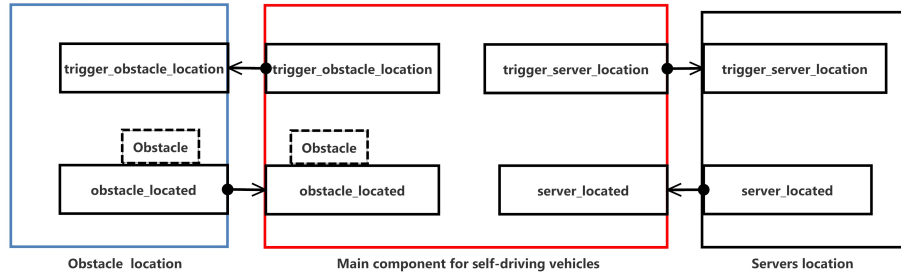 trigger_obstacle_location
trigger_obstacle_location
trigger_server_location
trigger_server_location
Obstacle
Obstacle
obstacle_located
obstacle_located
server_located
server_located
Obstacle location
Main component for self-driving vehicles
Servers location